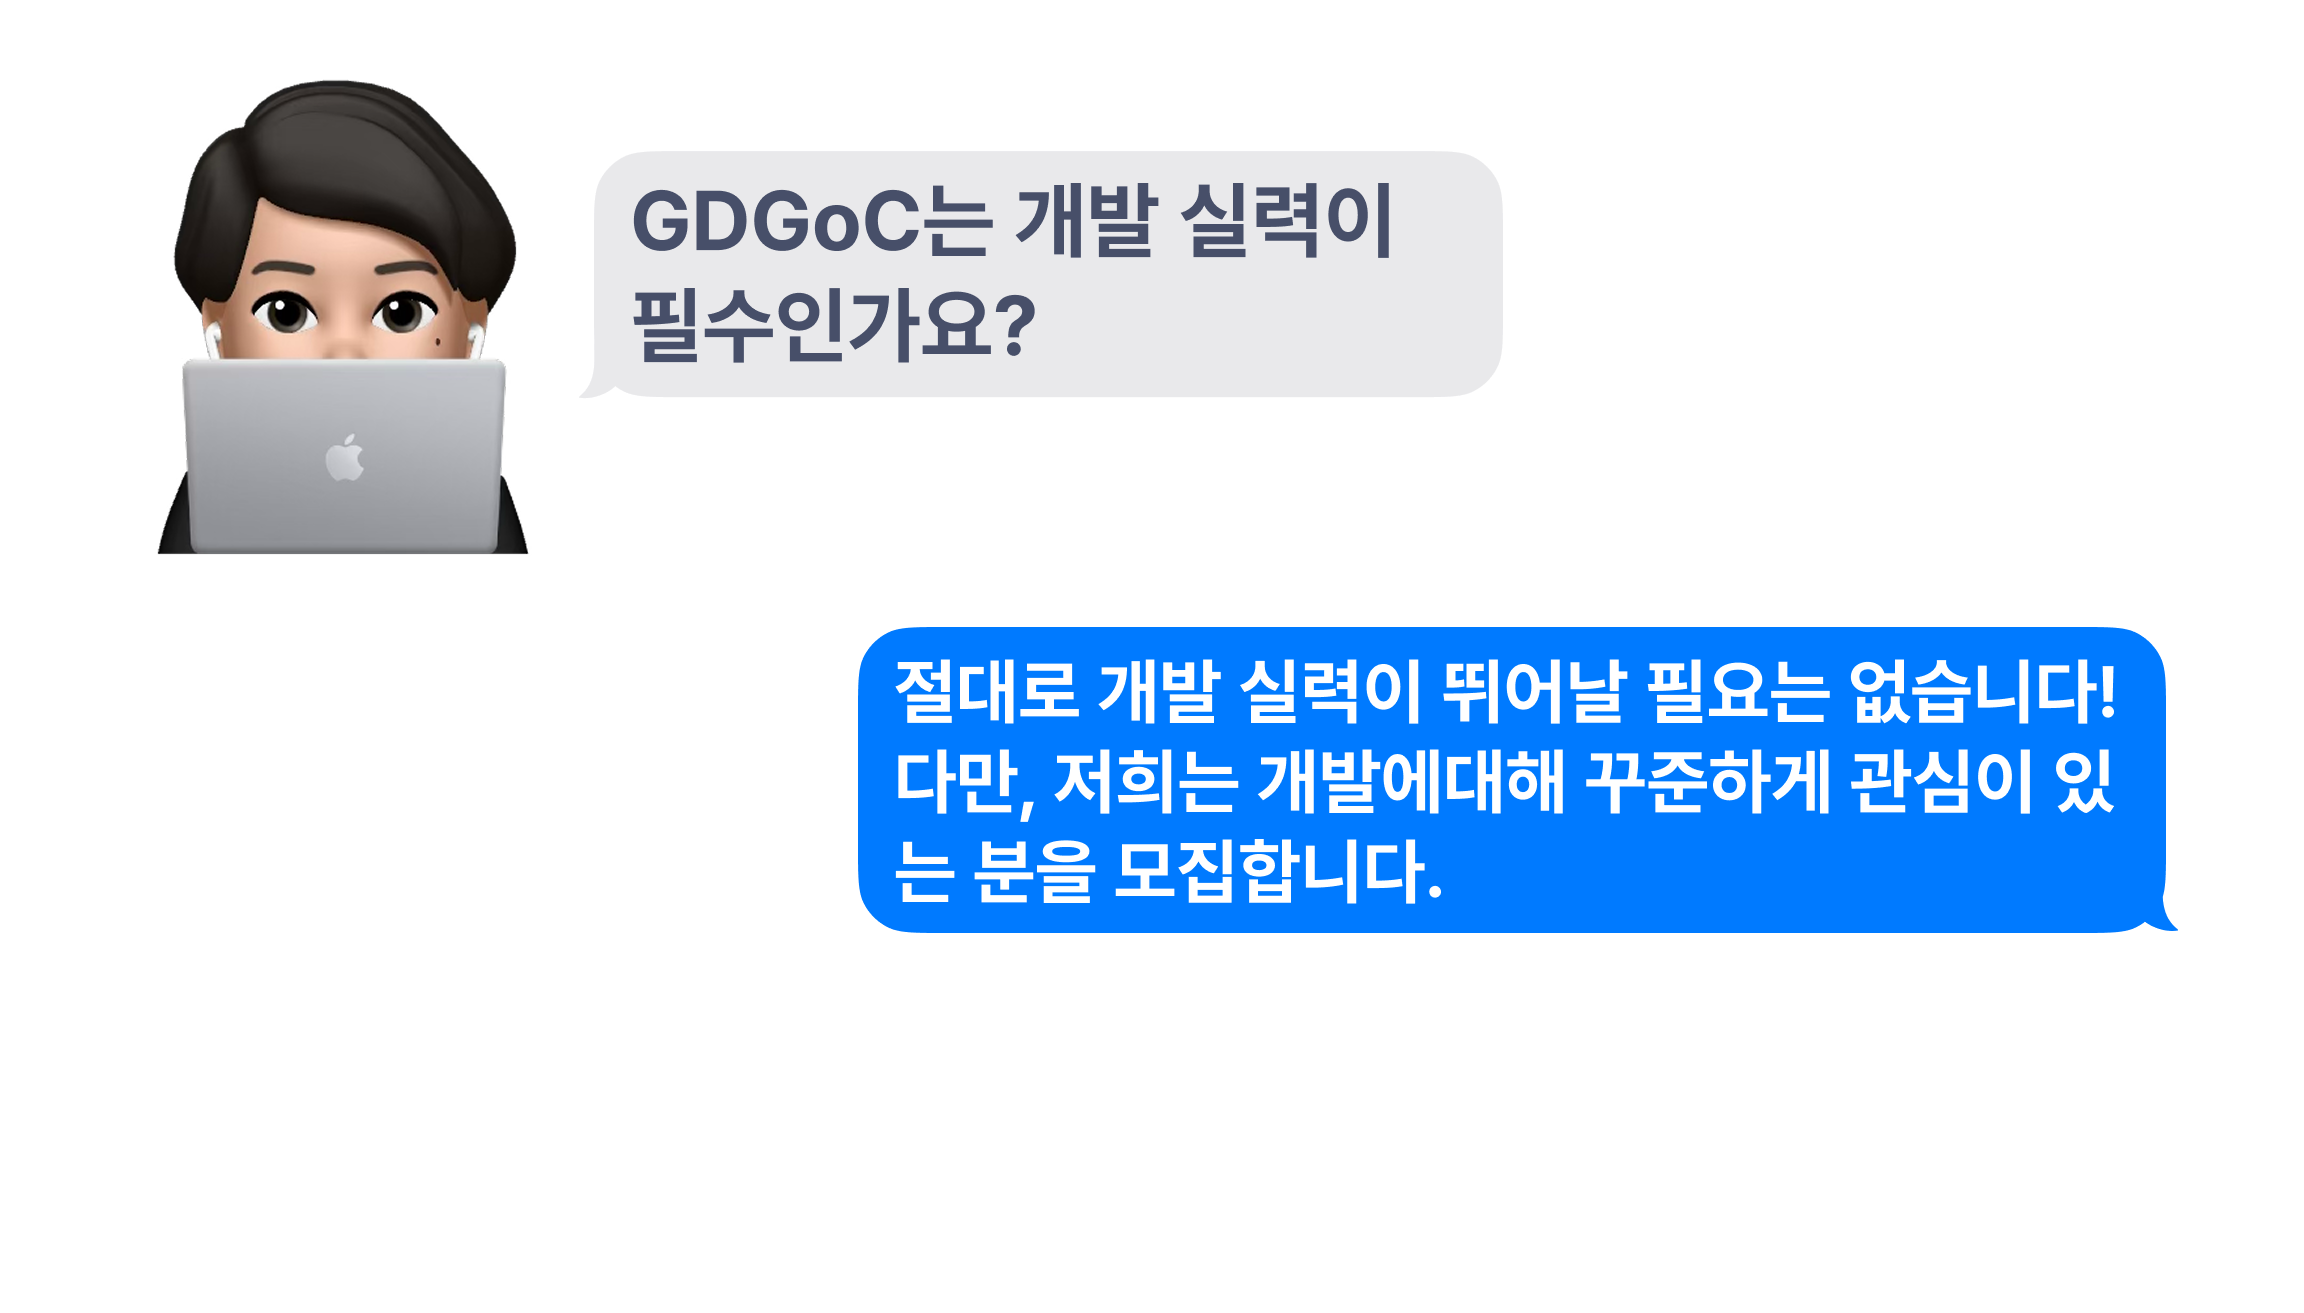 GDGoC는 개발 실력이
필수인가요?
절대로 개발 실력이 뛰어날 필요는 없습니다!
다만, 저희는 개발에대해 꾸준하게 관심이 있
는 분을 모집합니다.